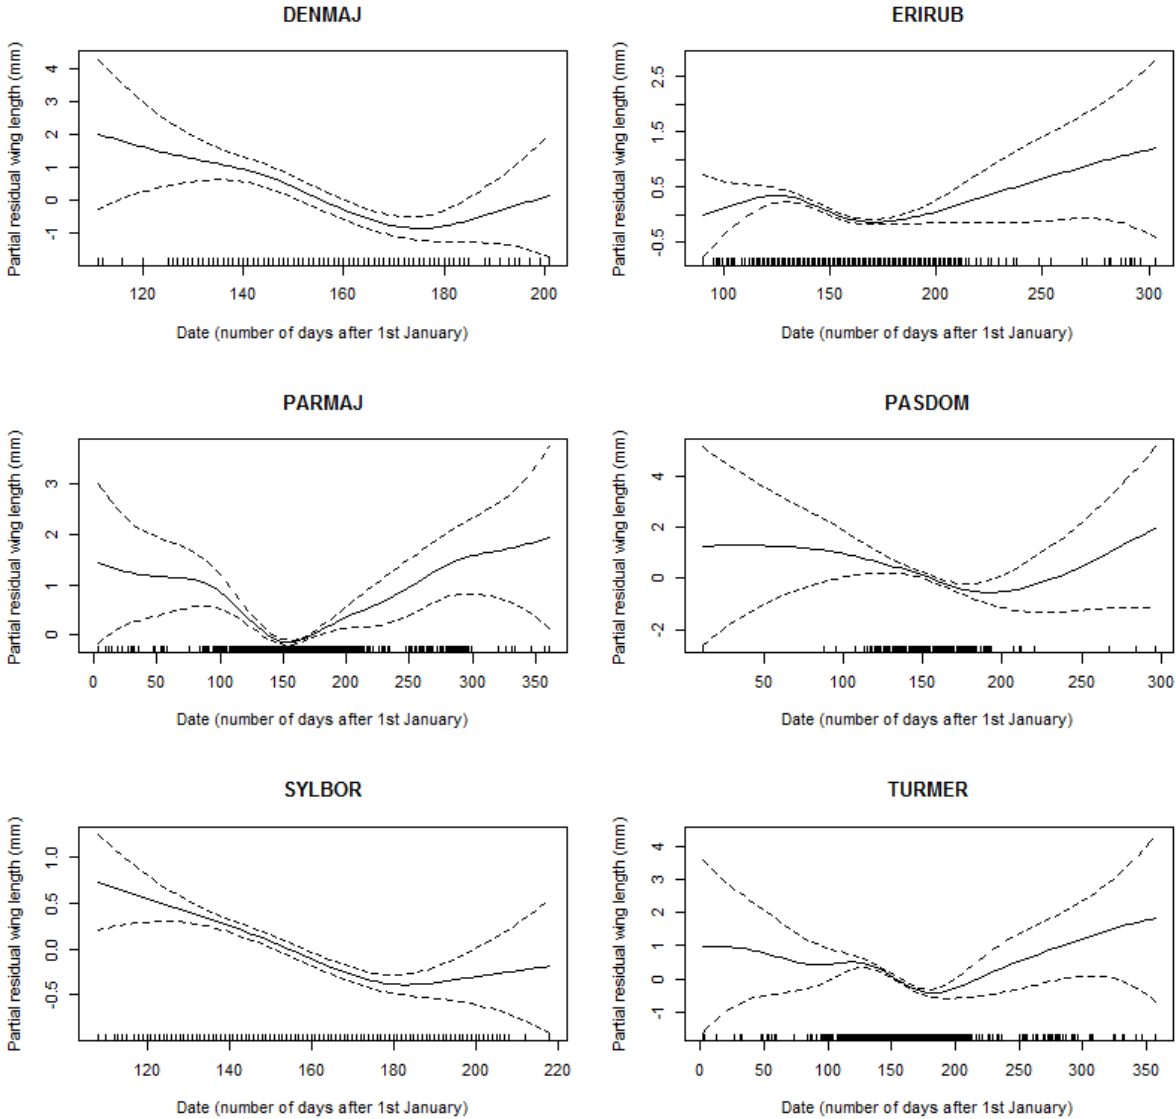 DENMAJ
Partial residual wing length (mm)
4
3
2
1
0
-1
120 140 160 180 200
Date (number of days after 1st January)
ERIRUB
Partial residual wing length (mm)
2.5
1.5
0.5
-0.5
100 150 200 250 300
Date (number of days after 1st January)
PARMAJ
Partial residual wing length (mm)
3
2
1
0
0 50 100 150 200 250 300 350
Date (number of days after 1st January)
PASDOM
Partial residual wing length (mm)
4
2
0
-2
50 100 150 200 250 300
Date (number of days after 1st January)
SYLBOR
Partial residual wing length (mm)
1.0
0.5
0.0
-0.5
120 140 160 180 200 220
Date (number of days after 1st January)
TURMER
Partial residual wing length (mm)
4
3
2
1
0
-1
0 50 100 150 200 250 300 350
Date (number of days after 1st January)